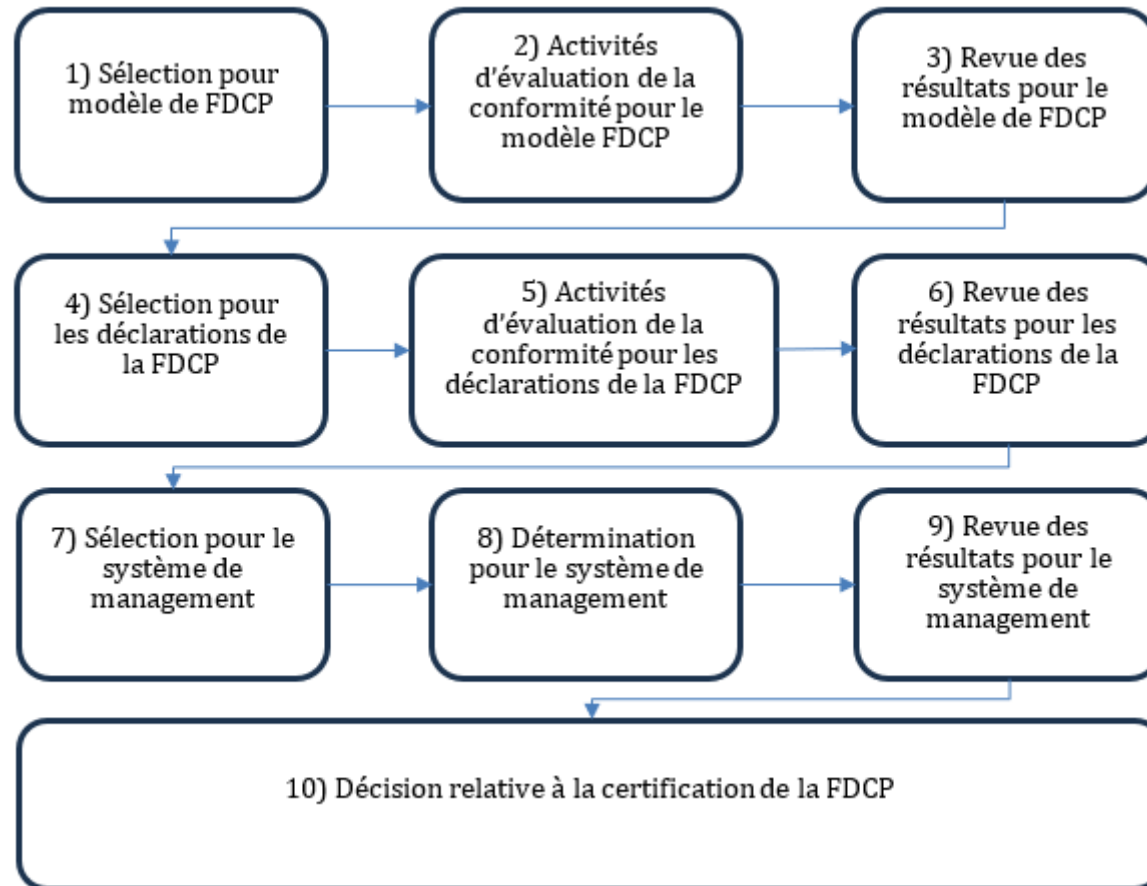 1) Sélection pour
modèle de FDCP
2) Activités
d'évaluation de la
conformité pour le
modèle FDCP
3) Revue des
résultats pour le
modèle de FDCP
4) Sélection pour
les déclarations de
la FDCP
5) Activités
d'évaluation de la
conformité pour les
déclarations de la FDCP
6) Revue des
résultats pour les
déclarations de la
FDCP
7) Sélection pour le
système de
management
8) Détermination
pour le système de
management
9) Revue des
résultats pour le
système de
management
10) Décision relative à la certification de la FDCP